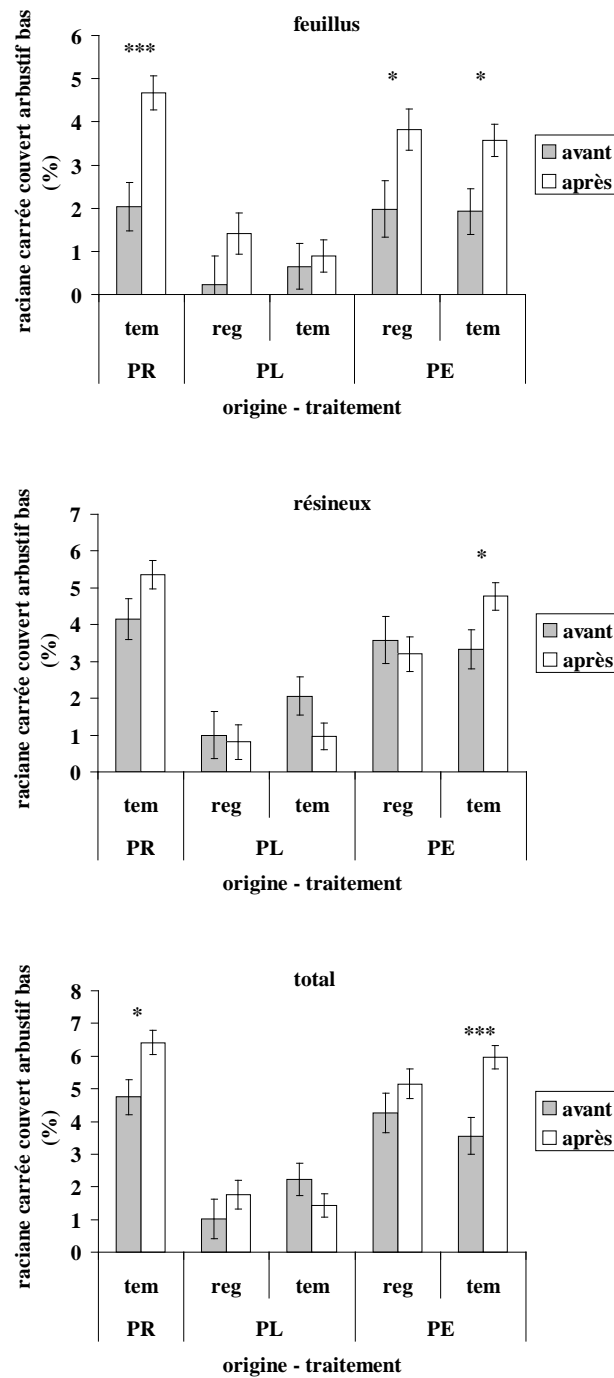 feuillus
raciane carrée couvert arbustif bas
(%)
6
5
4
3
2
1
0
***
*
*
avant
après
tem
reg
tem
reg
tem
PR
PL
PE
origine - traitement
résineux
raciane carrée couvert arbustif bas
(%)
7
6
5
4
3
2
1
0
*
avant
après
tem
reg
tem
reg
tem
PR
PL
PE
origine - traitement
total
raciane carrée couvert arbustif bas
(%)
8
7
6
5
4
3
2
1
0
*
***
avant
après
tem
reg
tem
reg
tem
PR
PL
PE
origine - traitement